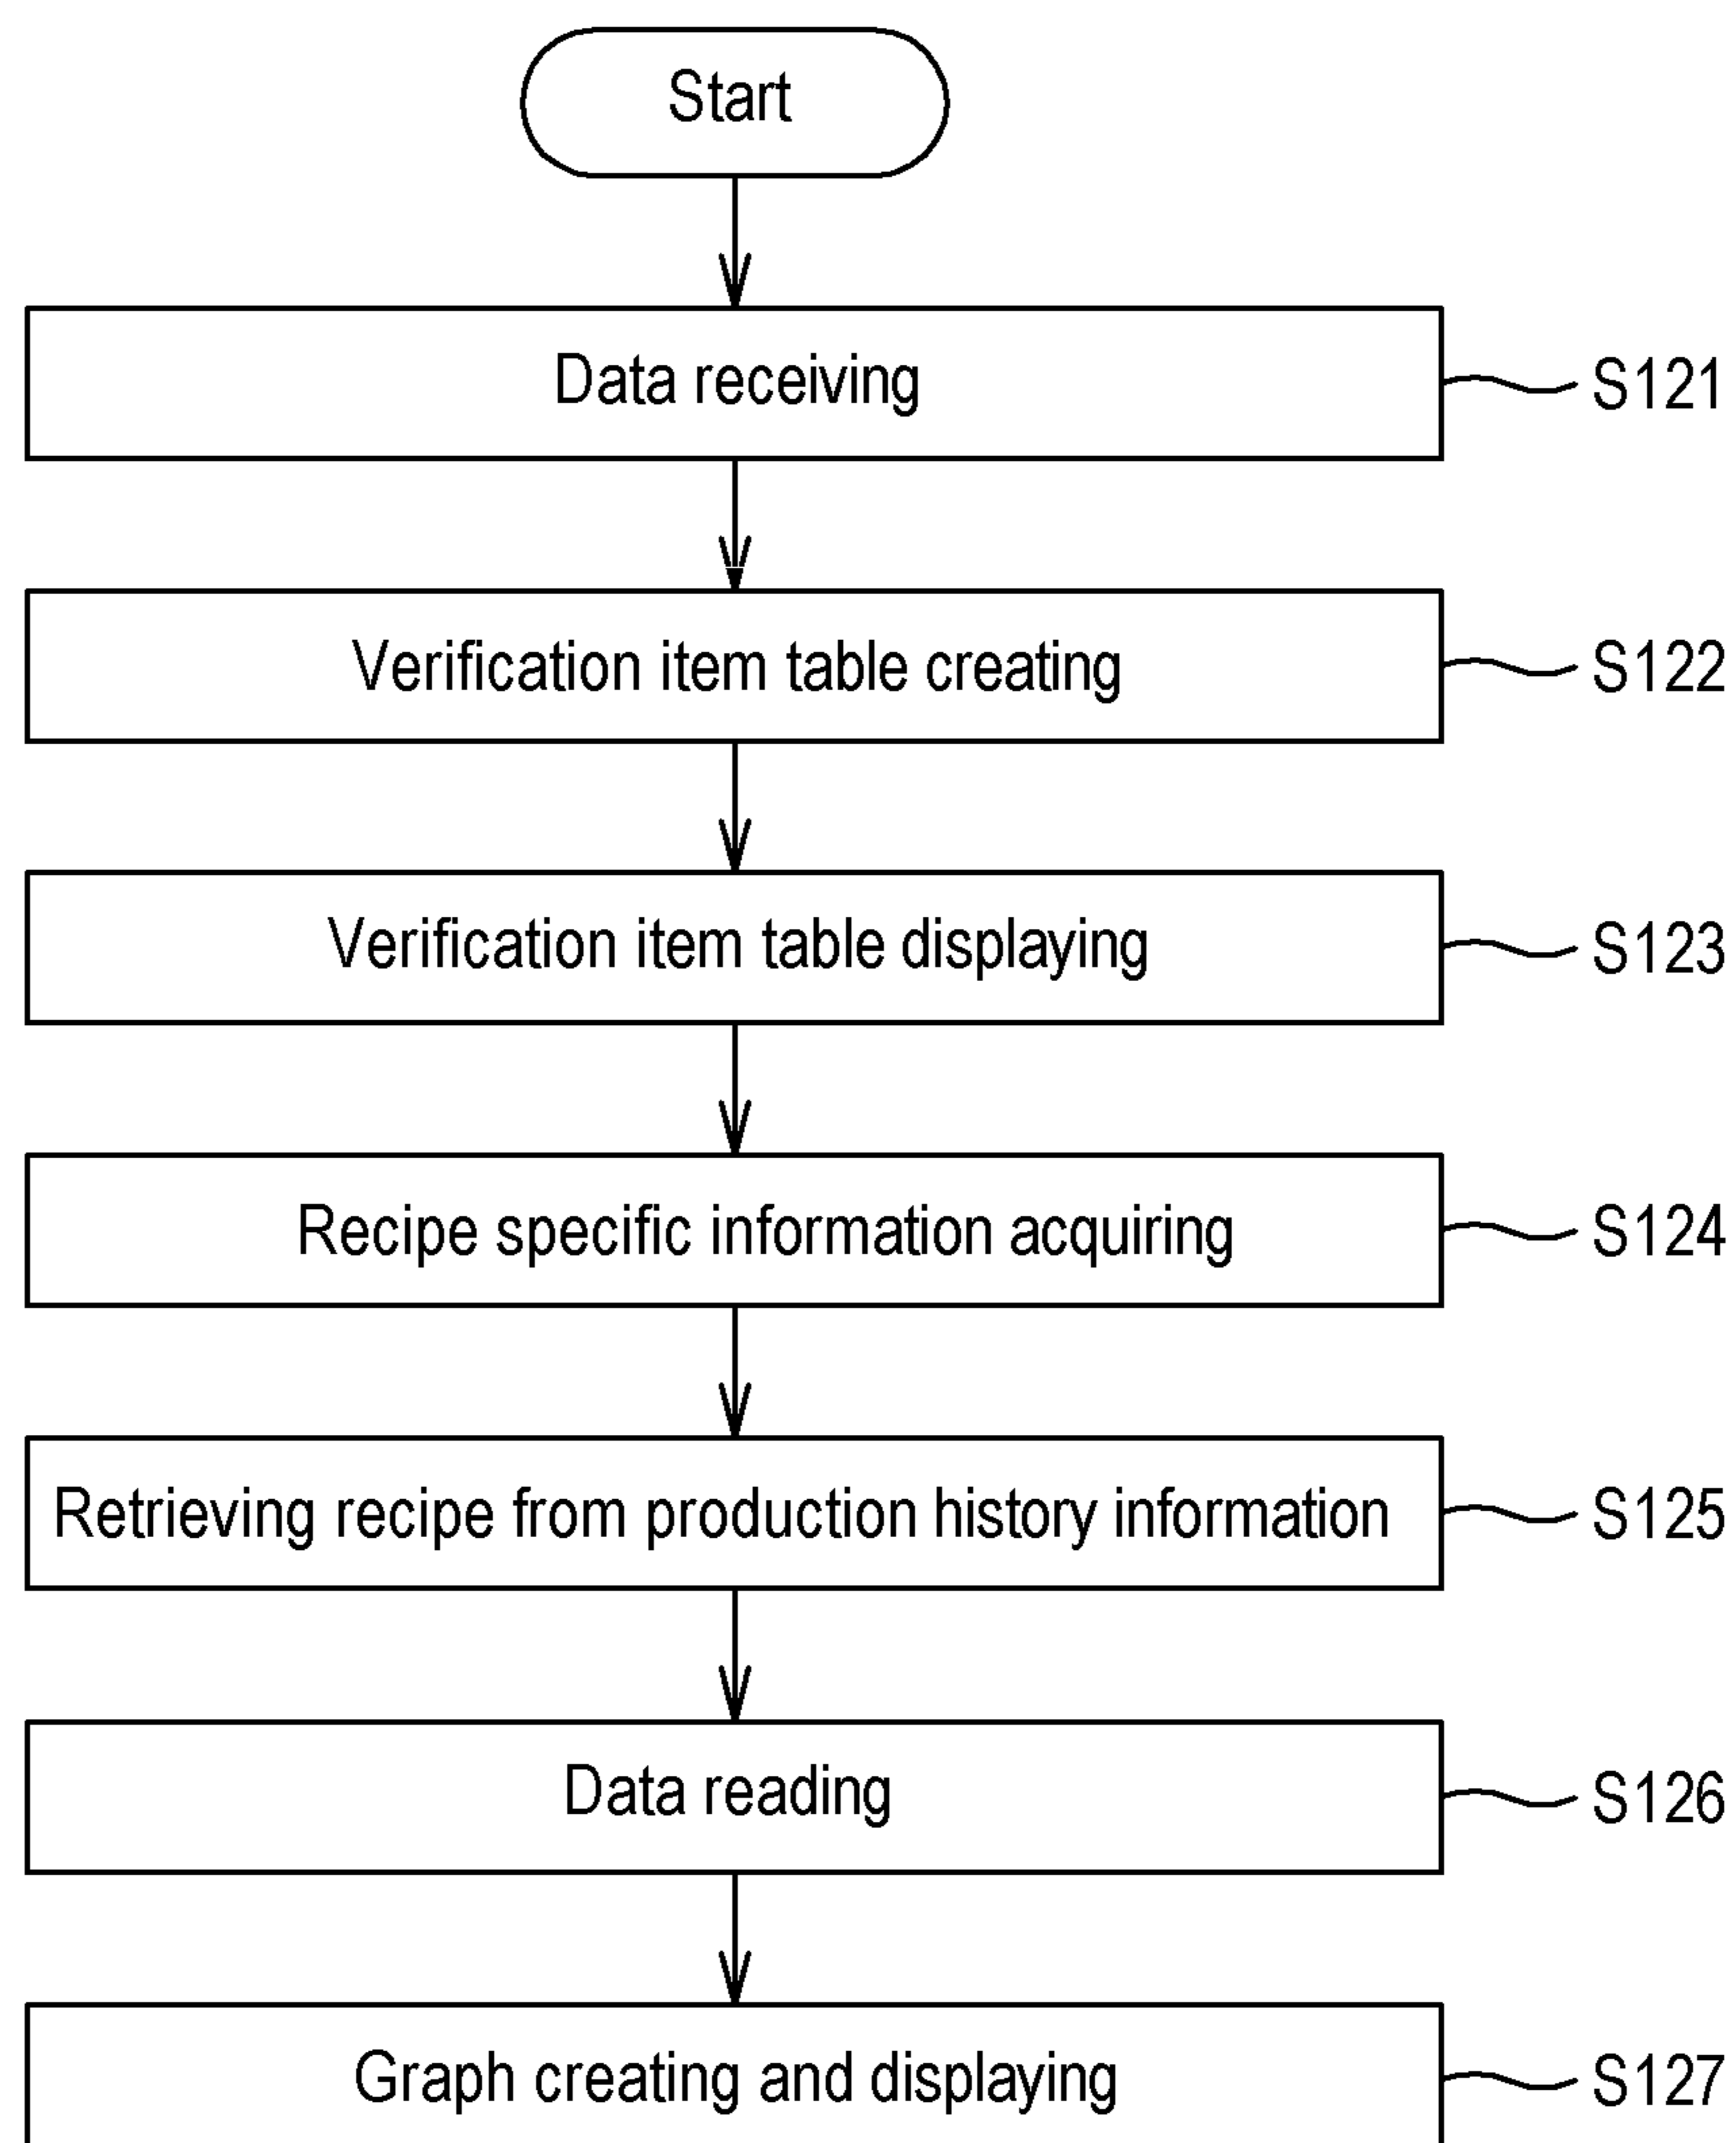 Start
Data receiving
S121
Verification item table creating
S122
Verification item table displaying
S123
Recipe specific information acquiring
S124
Retrieving recipe from production history information
S125
Data reading
S126
Graph creating and displaying
S127